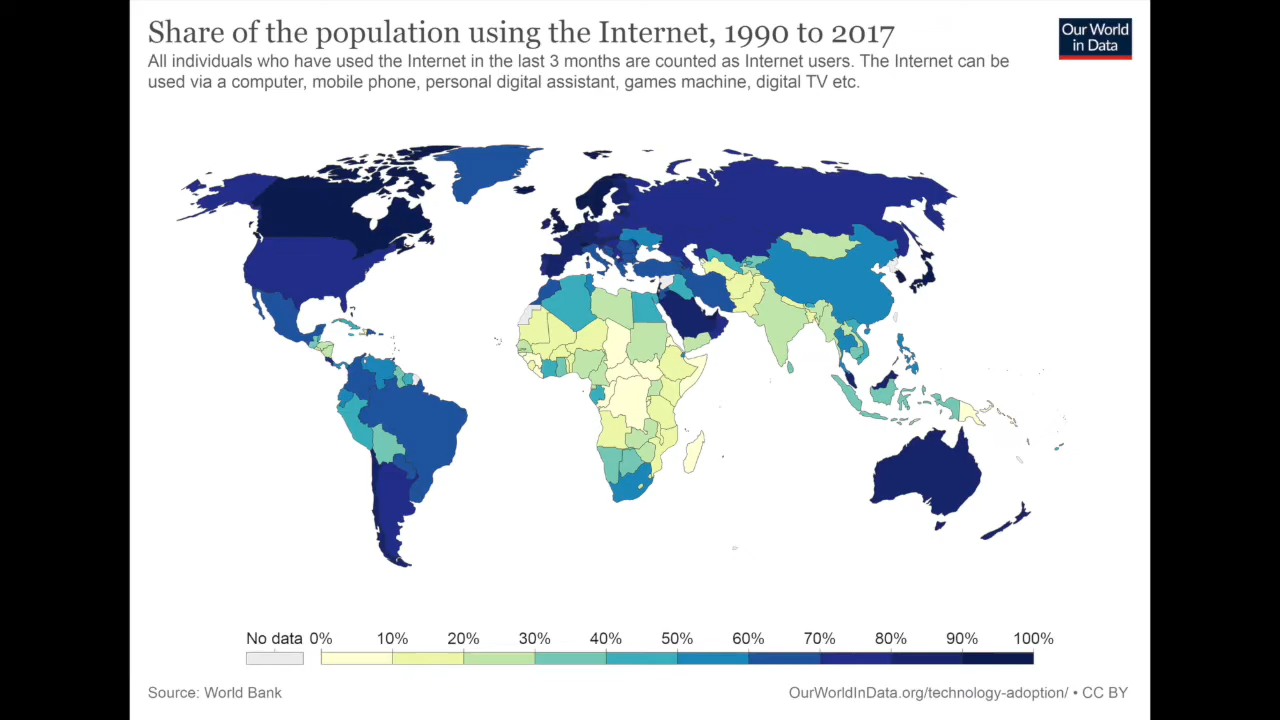 Share of the population using the Internet, 1990 to 2017
Our World
in Data
All individuals who have used the Internet in the last 3 months are counted as Internet users. The Internet can be
used via a computer, mobile phone, personal digital assistant, games machine, digital TV etc.
No data 0% 10% 20% 30% 40% 50% 60% 70% 80% 90% 100%
Source: World Bank
OurWorldInData.org/technology-adoption/ • CC BY